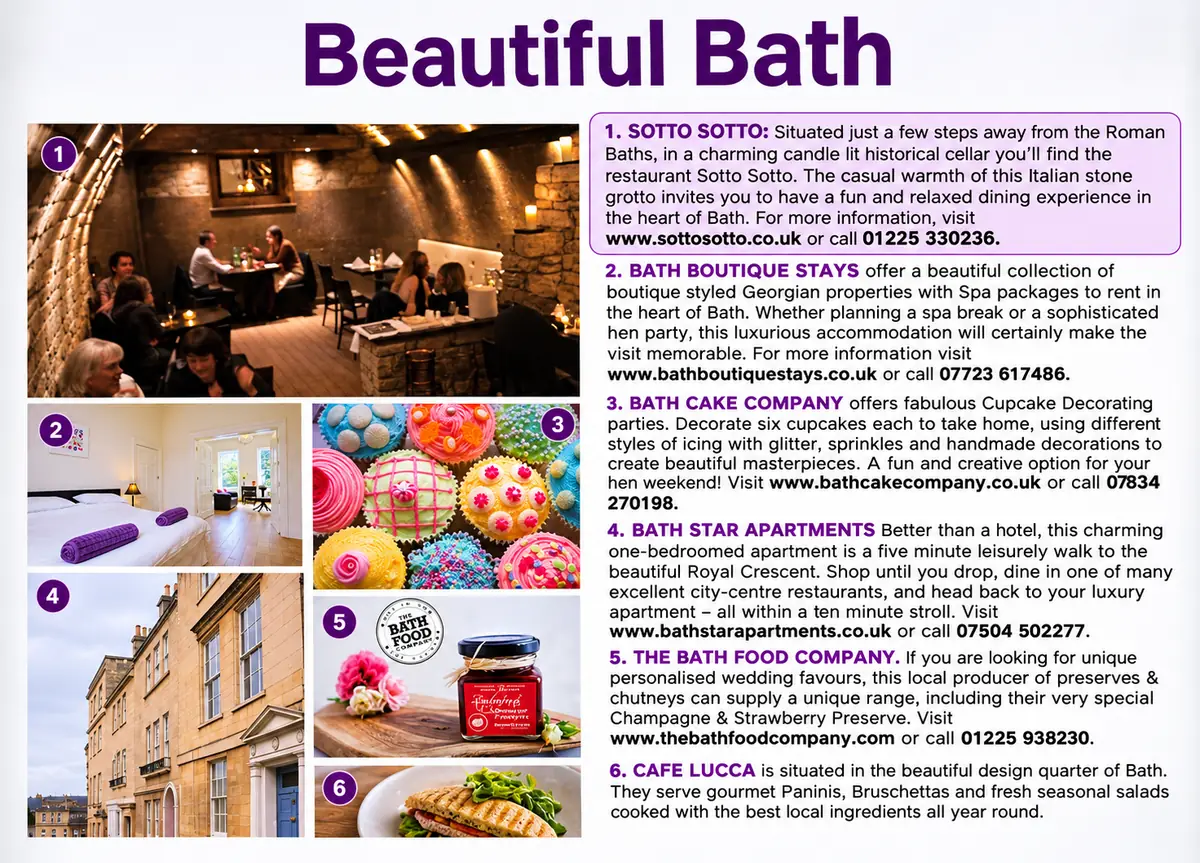 Beautiful Bath
1
1. SOTTO SOTTO: Situated just a few steps away from the Roman
Baths, in a charming candle lit historical cellar you'll find the
restaurant Sotto Sotto. The casual warmth of this Italian stone
grotto invites you to have a fun and relaxed dining experience in
the heart of Bath. For more information, visit
www.sottosotto.co.uk or call 01225 330236.
2. BATH BOUTIQUE STAYS offer a beautiful collection of
boutique styled Georgian properties with Spa packages to rent in
the heart of Bath. Whether planning a spa break or a sophisticated
hen party, this luxurious accommodation will certainly make the
visit memorable. For more information visit
www.bathboutiquestays.co.uk or call 07723 617486.
2
3
3. BATH CAKE COMPANY offers fabulous Cupcake Decorating
parties. Decorate six cupcakes each to take home, using different
styles of icing with glitter, sprinkles and handmade decorations to
create beautiful masterpieces. A fun and creative option for your
hen weekend! Visit www.bathcakecompany.co.uk or call 07834
270198.
4. BATH STAR APARTMENTS Better than a hotel, this charming
one-bedroomed apartment is a five minute leisurely walk to the
beautiful Royal Crescent. Shop until you drop, dine in one of many
excellent city-centre restaurants, and head back to your luxury
apartment – all within a ten minute stroll. Visit
www.bathstarapartments.co.uk or call 07504 502277.
4
5
THE
BATH
FOOD
COMPANY
5. THE BATH FOOD COMPANY. If you are looking for unique
personalised wedding favours, this local producer of preserves &
chutneys can supply a unique range, including their very special
Champagne & Strawberry Preserve. Visit
www.thebathfoodcompany.com or call 01225 938230.
6
6. CAFE LUCCA is situated in the beautiful design quarter of Bath.
They serve gourmet Paninis, Bruschettas and fresh seasonal salads
cooked with the best local ingredients all year round.